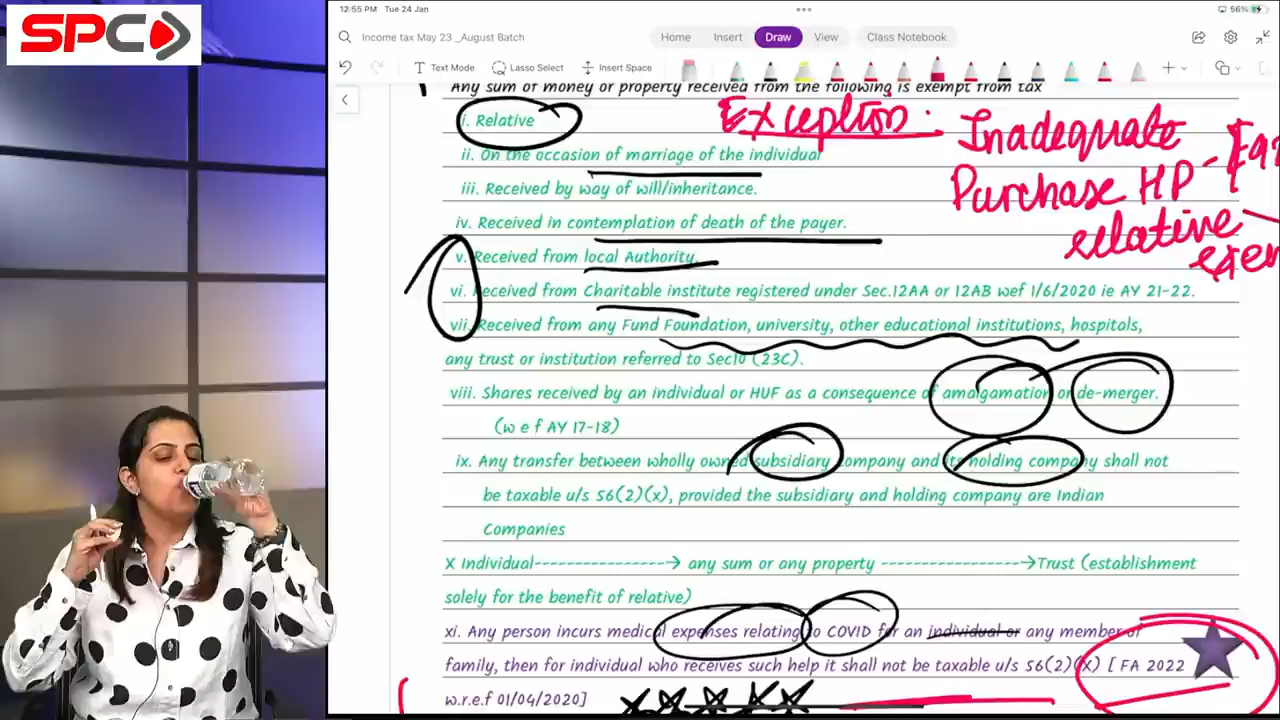 SPC
12:55 PM Tue 24 Jan
56%
Income tax May 23 _August Batch
Home Insert Draw View Class Notebook
Text Mode Lasso Select Insert Space
Any sum of money or property received from the following is exempt from tax
Exception.
i. Relative
Inadequate
ii. On the occasion of marriage of the individual
iii. Received by way of will/inheritance.
Purchase HP -
iv. Received in contemplation of death of the payer.
relative
v. Received from local Authority.
vi. Received from Charitable institute registered under Sec.12AA or 12AB wef 1/6/2020 ie AY 21-22.
vii. Received from any Fund Foundation, university, other educational institutions, hospitals,
any trust or institution referred to Sec10 (23C).
viii. Shares received by an individual or HUF as a consequence of amalgamation or de-merger.
(w e f AY 17-18)
ix. Any transfer between wholly owned subsidiary company and its holding company shall not
be taxable u/s 56(2)(x), provided the subsidiary and holding company are Indian
Companies
X Individual----------------→ any sum or any property -----------------→Trust (establishment
solely for the benefit of relative)
xi. Any person incurs medical expenses relating to COVID for an individual or any member of
family, then for individual who receives such help it shall not be taxable u/s 56(2)(X) [ FA 2022
w.r.e.f 01/04/2020]